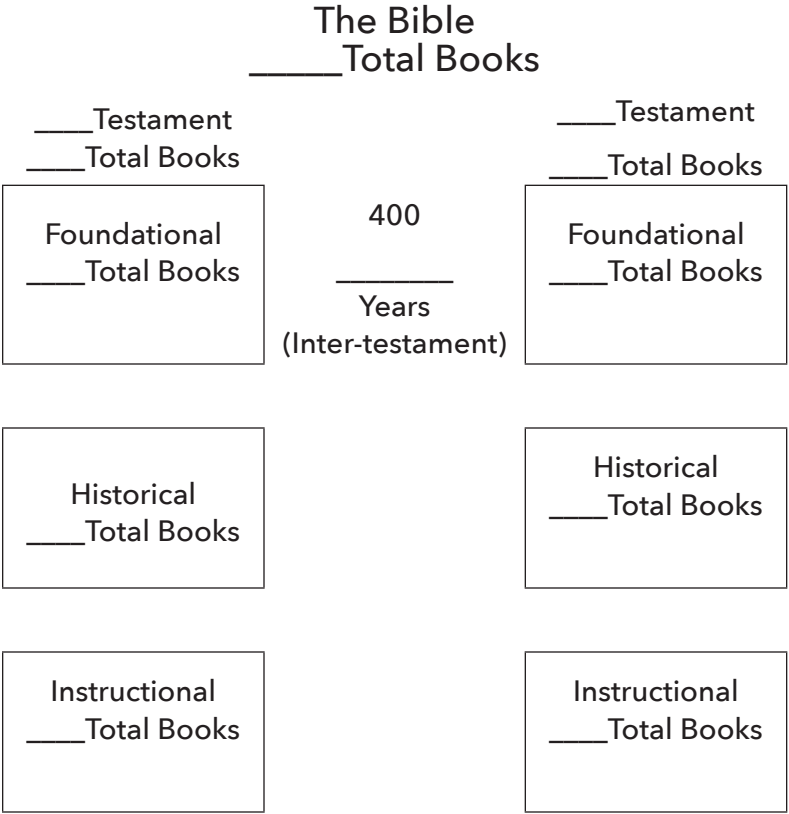 The Bible
_____Total Books
____Testament
____Total Books
Foundational
____Total Books
Historical
____Total Books
Instructional
____Total Books
400
________
Years
(Inter-testament)
____Testament
____Total Books
Foundational
____Total Books
Historical
____Total Books
Instructional
____Total Books